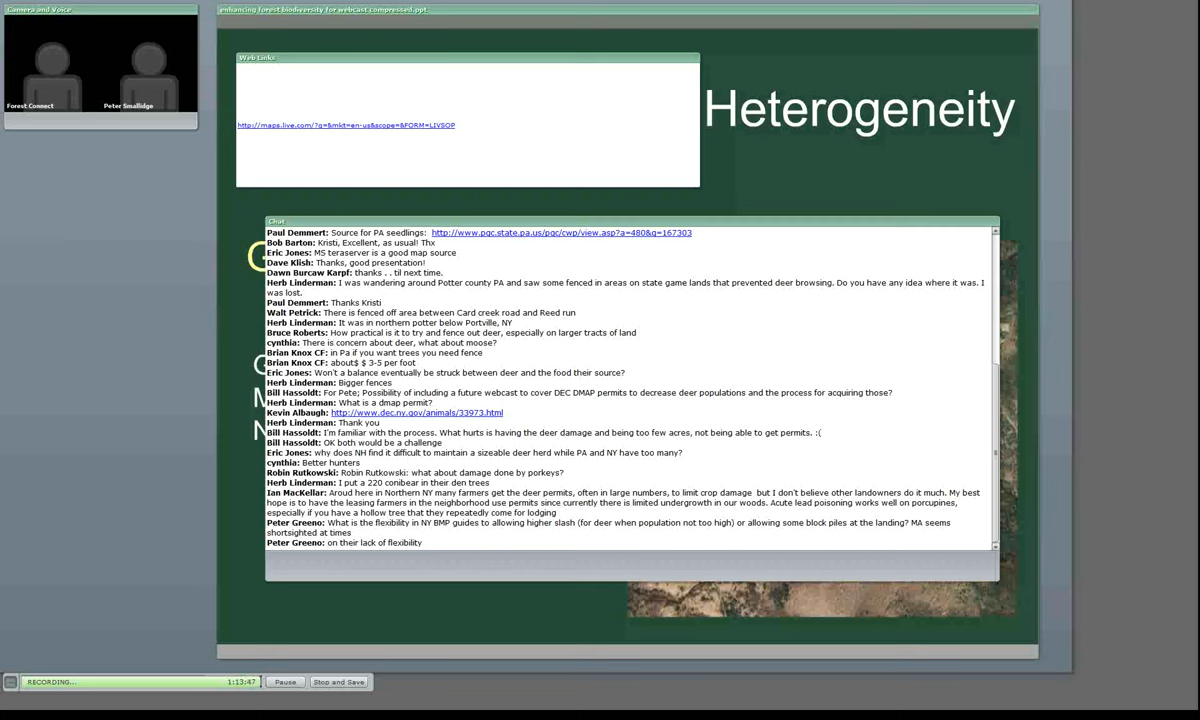 Camera and Voice
Forest Connect
Peter Smallidge
enhancing forest biodiversity for webcast compressed.ppt
Web Links
http://maps.live.com/?q=&mkt=en-us&scope=&FORM=LIVSOP
Heterogeneity
Chat
Paul Demmert: Source for PA seedlings: http://www.pgc.state.pa.us/pgc/cwp/view.asp?a=480&q=167303
Bob Barton: Kristi, Excellent, as usual! Thx
Eric Jones: MS teraserver is a good map source
Dave Klish: Thanks, good presentation!
Dawn Burcaw Karpf: thanks . . til next time.
Herb Linderman: I was wandering around Potter county PA and saw some fenced in areas on state game lands that prevented deer browsing. Do you have any idea where it was. I
was lost.
Paul Demmert: Thanks Kristi
Walt Petrick: There is fenced off area between Card creek road and Reed run
Herb Linderman: It was in northern potter below Portville, NY
Bruce Roberts: How practical is it to try and fence out deer, especially on larger tracts of land
cynthia: There is concern about deer, what about moose?
Brian Knox CF: in Pa if you want trees you need fence
Brian Knox CF: about$ $ 3-5 per foot
Eric Jones: Won't a balance eventually be struck between deer and the food their source?
Herb Linderman: Bigger fences
Bill Hassoldt: For Pete; Possibility of including a future webcast to cover DEC DMAP permits to decrease deer populations and the process for acquiring those?
Herb Linderman: What is a dmap permit?
Kevin Albaugh: http://www.dec.ny.gov/animals/33973.html
Herb Linderman: Thank you
Bill Hassoldt: I'm familiar with the process. What hurts is having the deer damage and being too few acres, not being able to get permits. :(
Bill Hassoldt: OK both would be a challenge
Eric Jones: why does NH find it difficult to maintain a sizeable deer herd while PA and NY have too many?
cynthia: Better hunters
Robin Rutkowski: Robin Rutkowski: what about damage done by porkeys?
Herb Linderman: I put a 220 conibear in their den trees
Ian MacKellar: Aroud here in Northern NY many farmers get the deer permits, often in large numbers, to limit crop damage but I don't believe other landowners do it much. My best
hope is to have the leasing farmers in the neighborhood use permits since currently there is limited undergrowth in our woods. Acute lead poisoning works well on porcupines,
especially if you have a hollow tree that they repeatedly come for lodging
Peter Greeno: What is the flexibility in NY BMP guides to allowing higher slash (for deer when population not too high) or allowing some block piles at the landing? MA seems
shortsighted at times
Peter Greeno: on their lack of flexibility
RECORDING...
1:13:47
Pause
Stop and Save